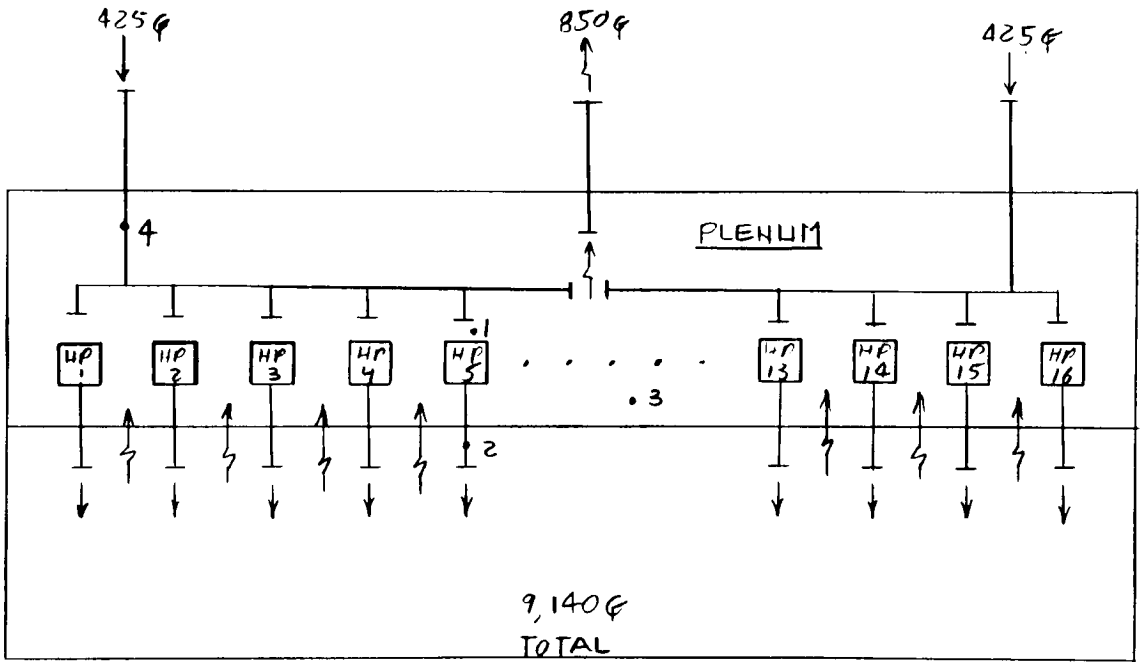 425 ₢
850 ₢
425 ₢
4
PLENUM
.1
HP 1
HP 2
HP 3
HP 4
HP 5
. . . . .
HP 13
HP 14
HP 15
HP 16
.3
2
9,140 ₢
TOTAL